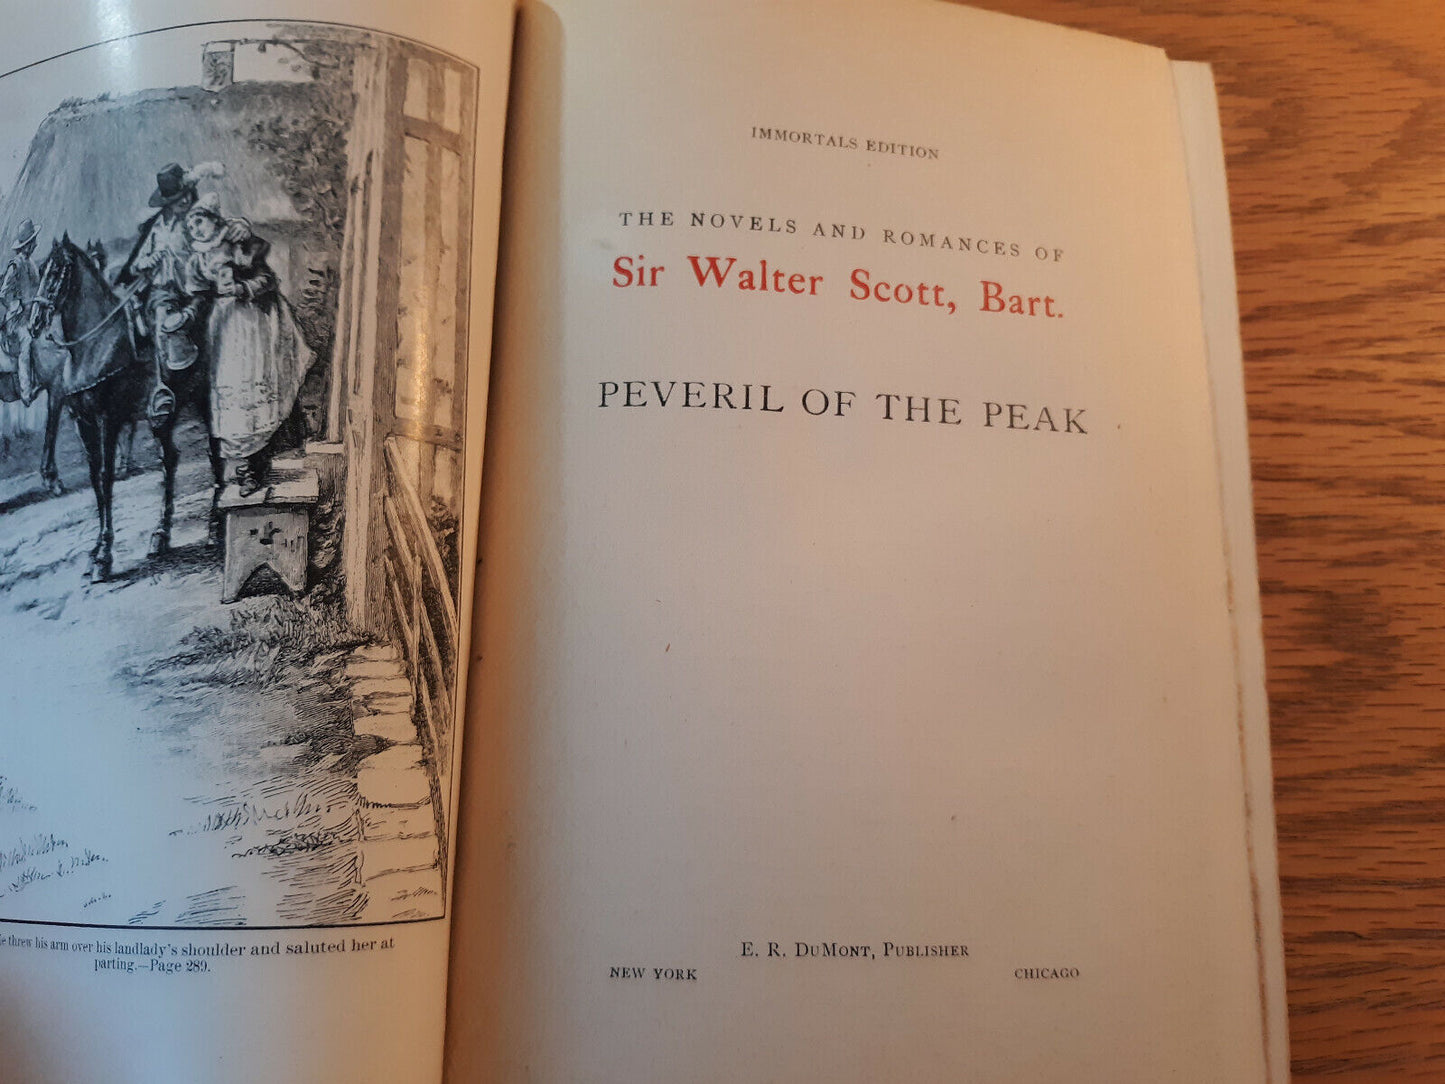 threw his arm over his landlady's shoulder and saluted her at
parting.—Page 289.
IMMORTALS EDITION
THE NOVELS AND ROMANCES OF
Sir Walter Scott, Bart.
PEVERIL OF THE PEAK
E. R. DuMont, Publisher
NEW YORK CHICAGO